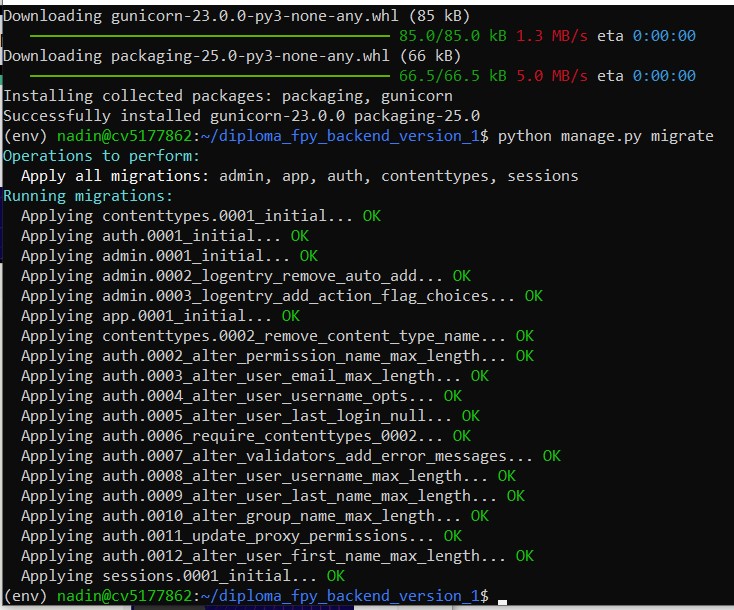 Downloading gunicorn-23.0.0-py3-none-any.whl (85 kB)
85.0/85.0 kB 1.3 MB/s eta 0:00:00
Downloading packaging-25.0-py3-none-any.whl (66 kB)
66.5/66.5 kB 5.0 MB/s eta 0:00:00
Installing collected packages: packaging, gunicorn
Successfully installed gunicorn-23.0.0 packaging-25.0
(env) nadin@cv5177862:~/diploma_fpy_backend_version_1$ python manage.py migrate
Operations to perform:
  Apply all migrations: admin, app, auth, contenttypes, sessions
Running migrations:
  Applying contenttypes.0001_initial... OK
  Applying auth.0001_initial... OK
  Applying admin.0001_initial... OK
  Applying admin.0002_logentry_remove_auto_add... OK
  Applying admin.0003_logentry_add_action_flag_choices... OK
  Applying app.0001_initial... OK
  Applying contenttypes.0002_remove_content_type_name... OK
  Applying auth.0002_alter_permission_name_max_length... OK
  Applying auth.0003_alter_user_email_max_length... OK
  Applying auth.0004_alter_user_username_opts... OK
  Applying auth.0005_alter_user_last_login_null... OK
  Applying auth.0006_require_contenttypes_0002... OK
  Applying auth.0007_alter_validators_add_error_messages... OK
  Applying auth.0008_alter_user_username_max_length... OK
  Applying auth.0009_alter_user_last_name_max_length... OK
  Applying auth.0010_alter_group_name_max_length... OK
  Applying auth.0011_update_proxy_permissions... OK
  Applying auth.0012_alter_user_first_name_max_length... OK
  Applying sessions.0001_initial... OK
(env) nadin@cv5177862:~/diploma_fpy_backend_version_1$